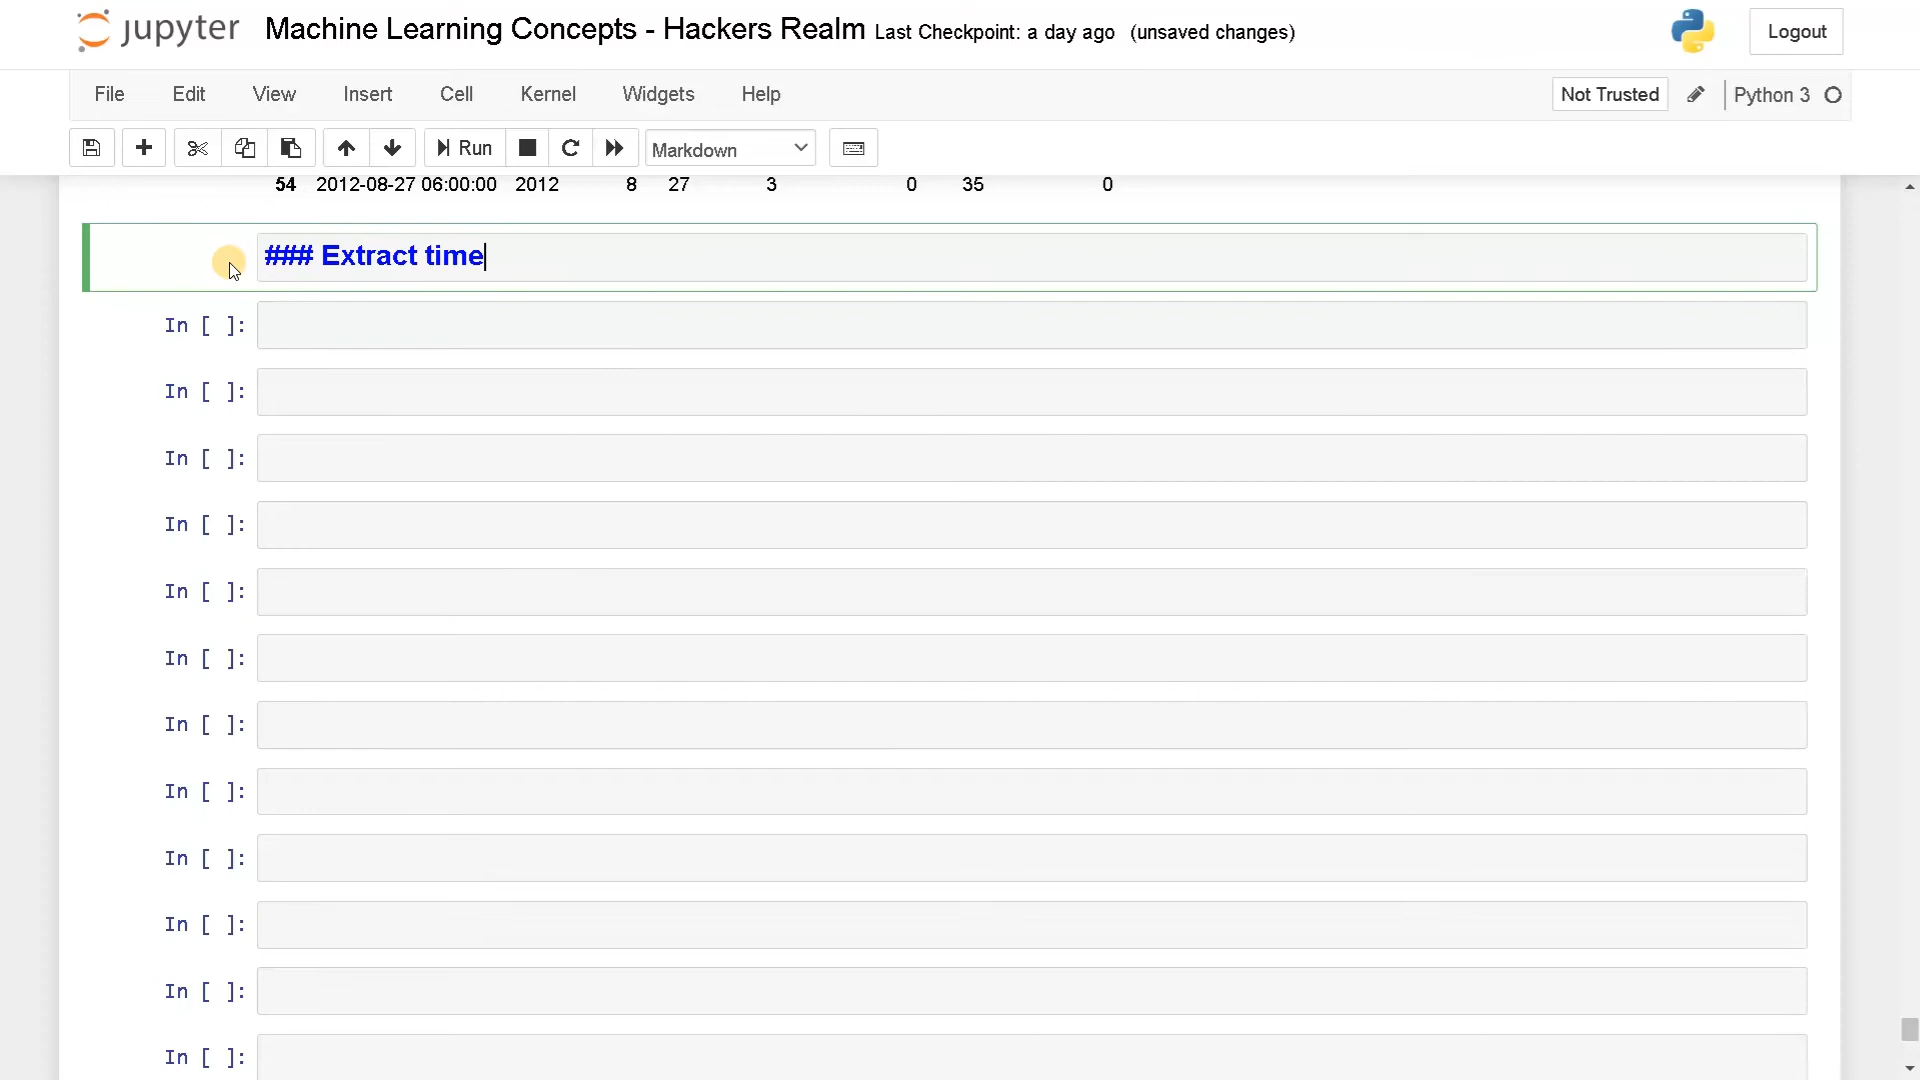 jupyter Machine Learning Concepts - Hackers Realm Last Checkpoint: a day ago (unsaved changes) Logout
File Edit View Insert Cell Kernel Widgets Help Not Trusted Python 3
Run Markdown
54 2012-08-27 06:00:00 2012 8 27 3 0 35 0
### Extract time
In [ ]:
In [ ]:
In [ ]:
In [ ]:
In [ ]:
In [ ]:
In [ ]:
In [ ]:
In [ ]:
In [ ]:
In [ ]:
In [ ]: